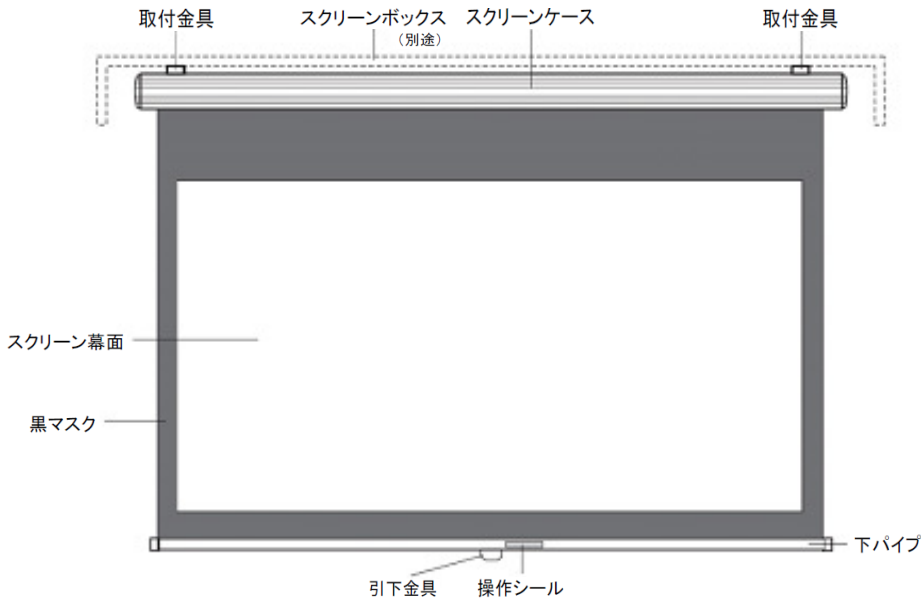 取付金具
スクリーンボックス
（別途）
スクリーンケース
取付金具
スクリーン幕面
黒マスク
下パイプ
引下金具
操作シール